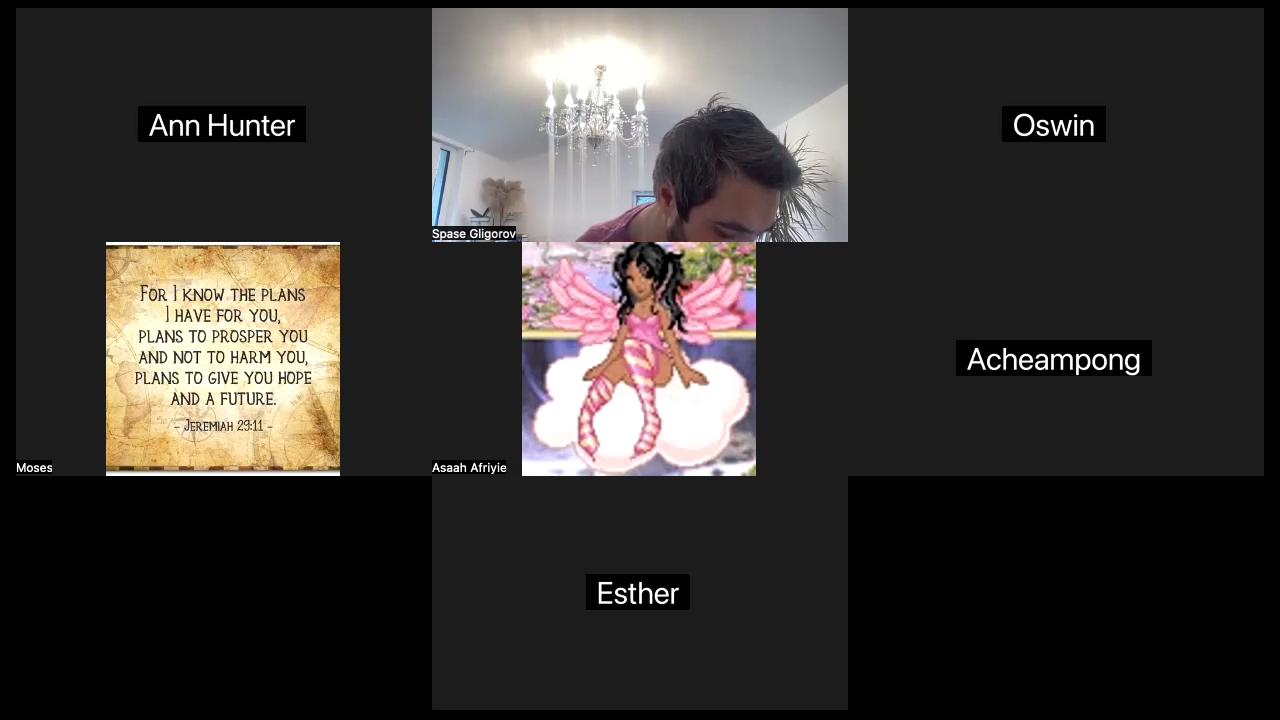 Ann Hunter
Spase Gligorov
Oswin
FOR I KNOW THE PLANS
I HAVE FOR YOU,
PLANS TO PROSPER YOU
AND NOT TO HARM YOU,
PLANS TO GIVE YOU HOPE
AND A FUTURE.
- JEREMIAH 29:11 -
Moses
Asaah Afriyie
Acheampong
Esther